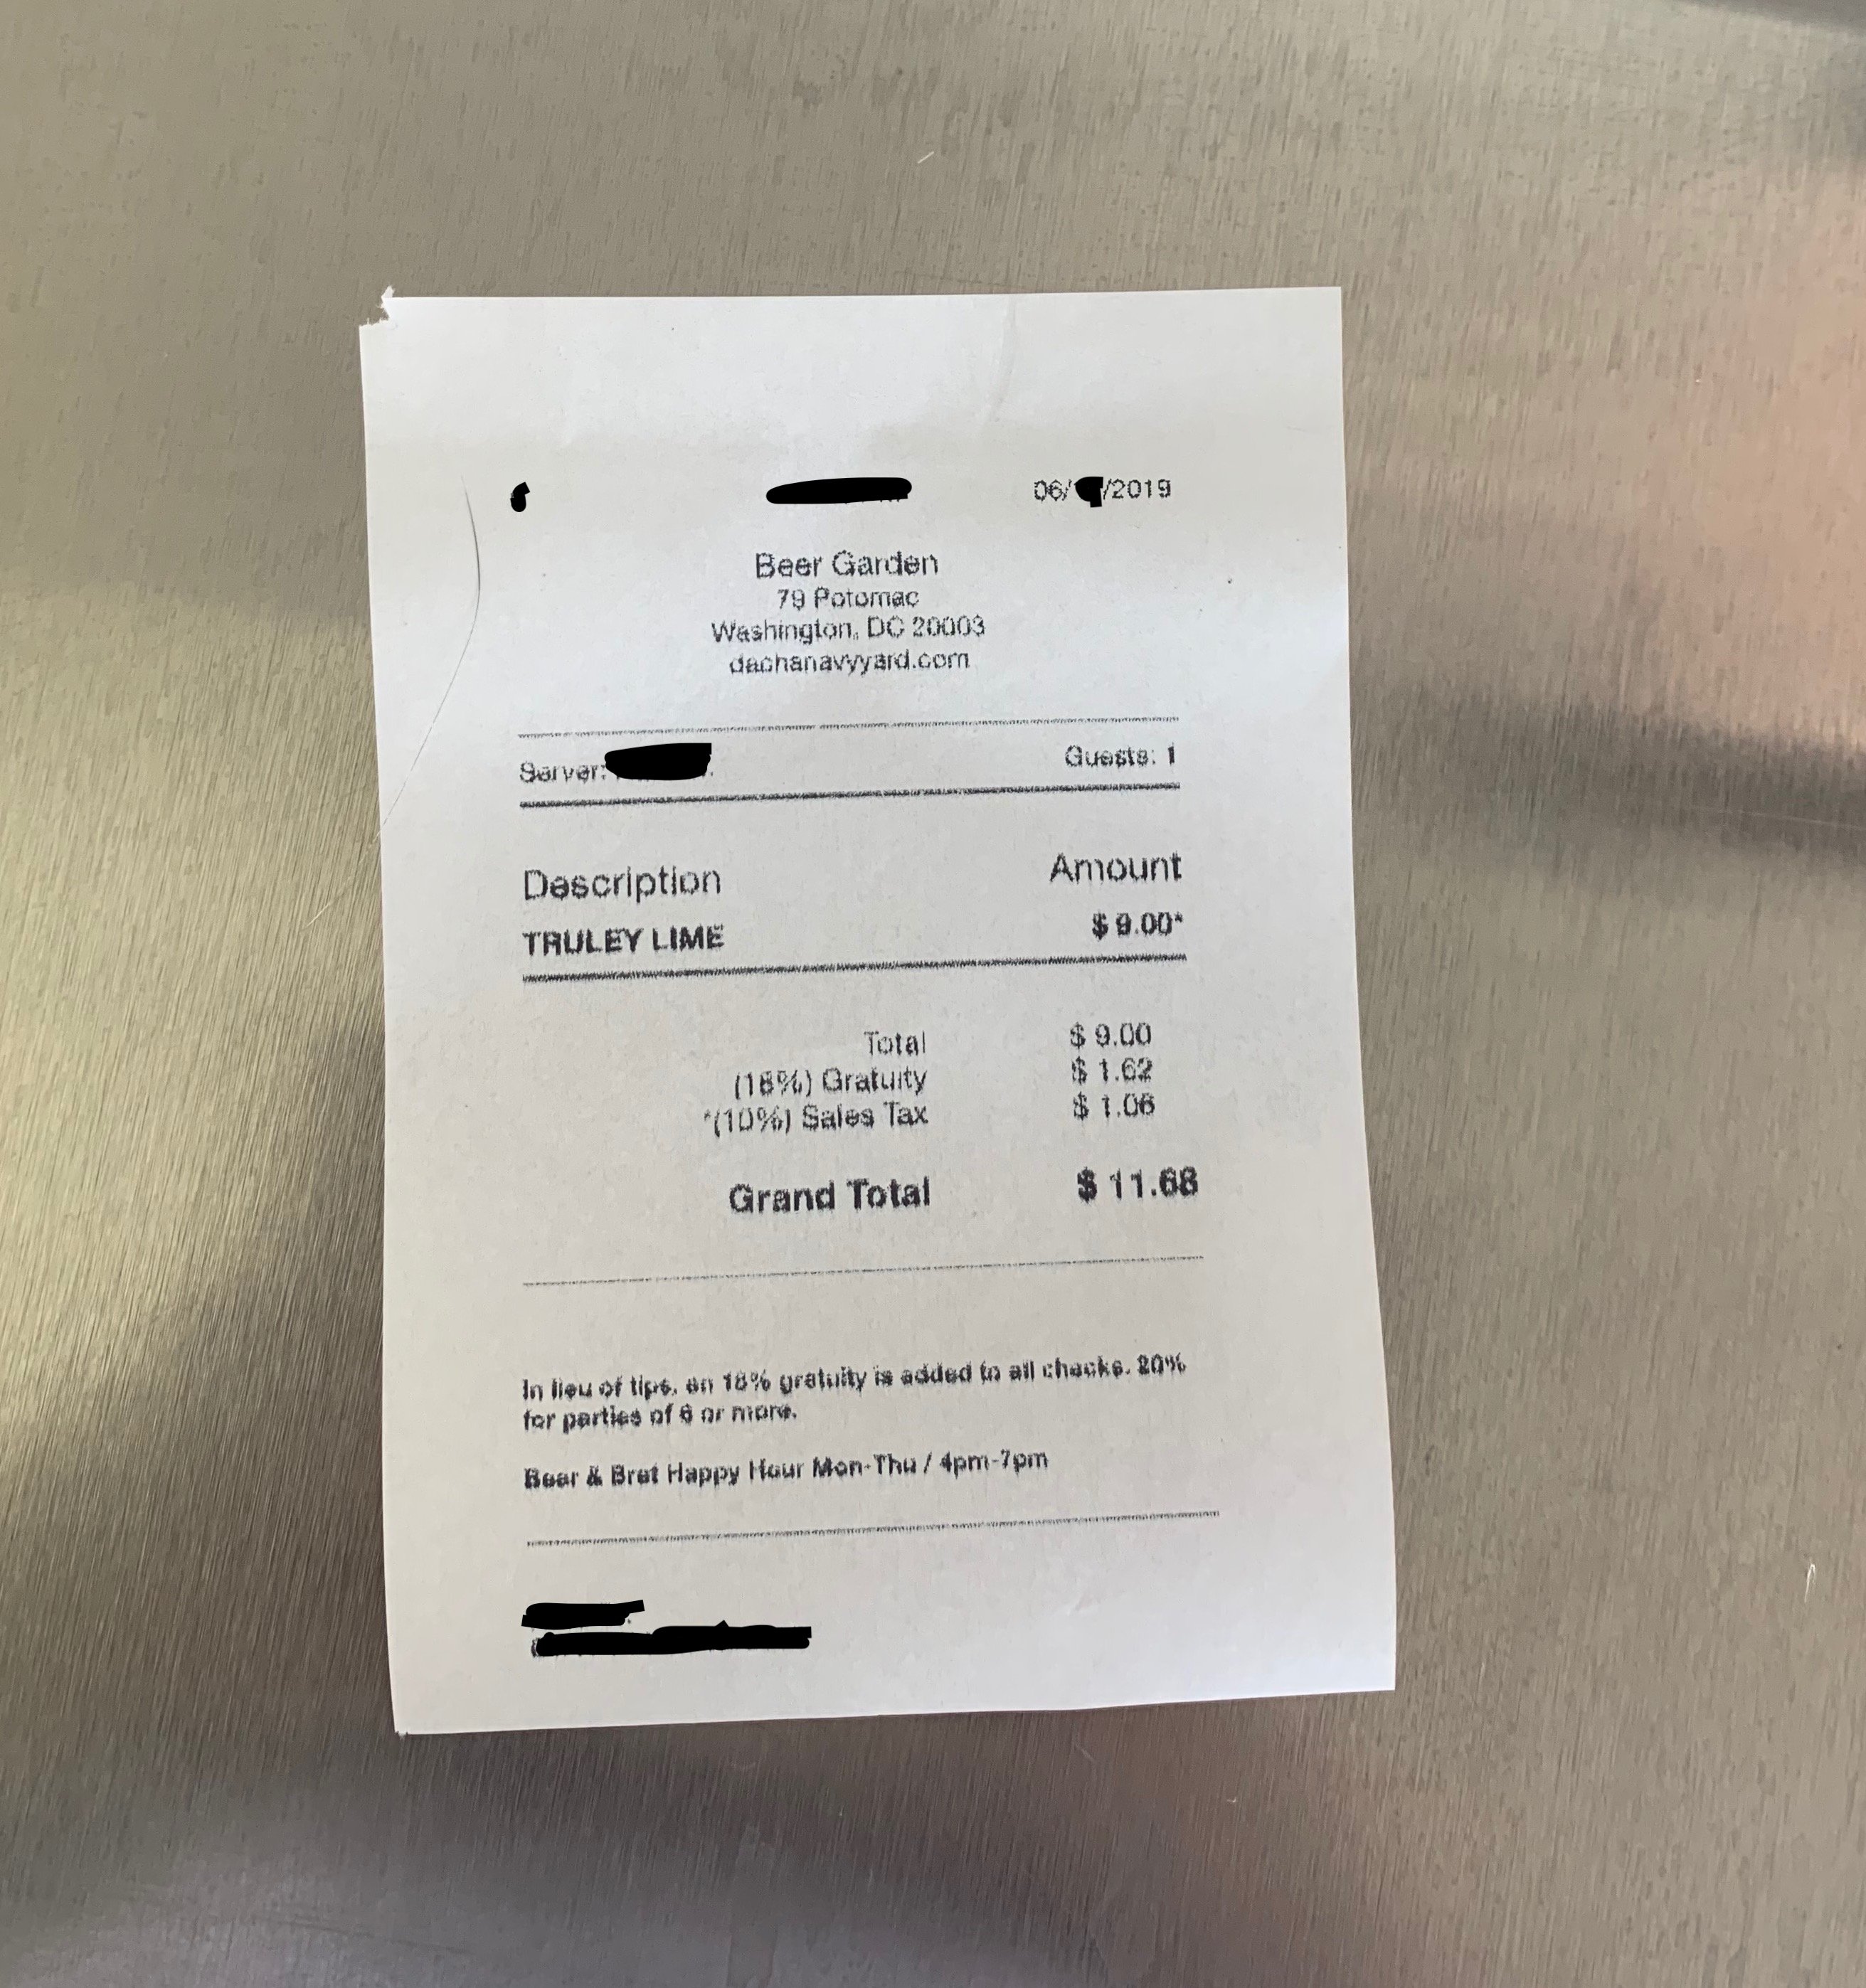 06/ /2019
Beer Garden
79 Potomac
Washington, DC 20003
dachanavyyard.com
Server: Guests: 1
Description Amount
TRULEY LIME $ 9.00*
Total $ 9.00
(18%) Gratuity $ 1.62
*(10%) Sales Tax $ 1.06
Grand Total $ 11.68
In lieu of tips, an 18% gratuity is added to all checks. 20%
for parties of 6 or more.
Beer & Brat Happy Hour Mon-Thu / 4pm-7pm